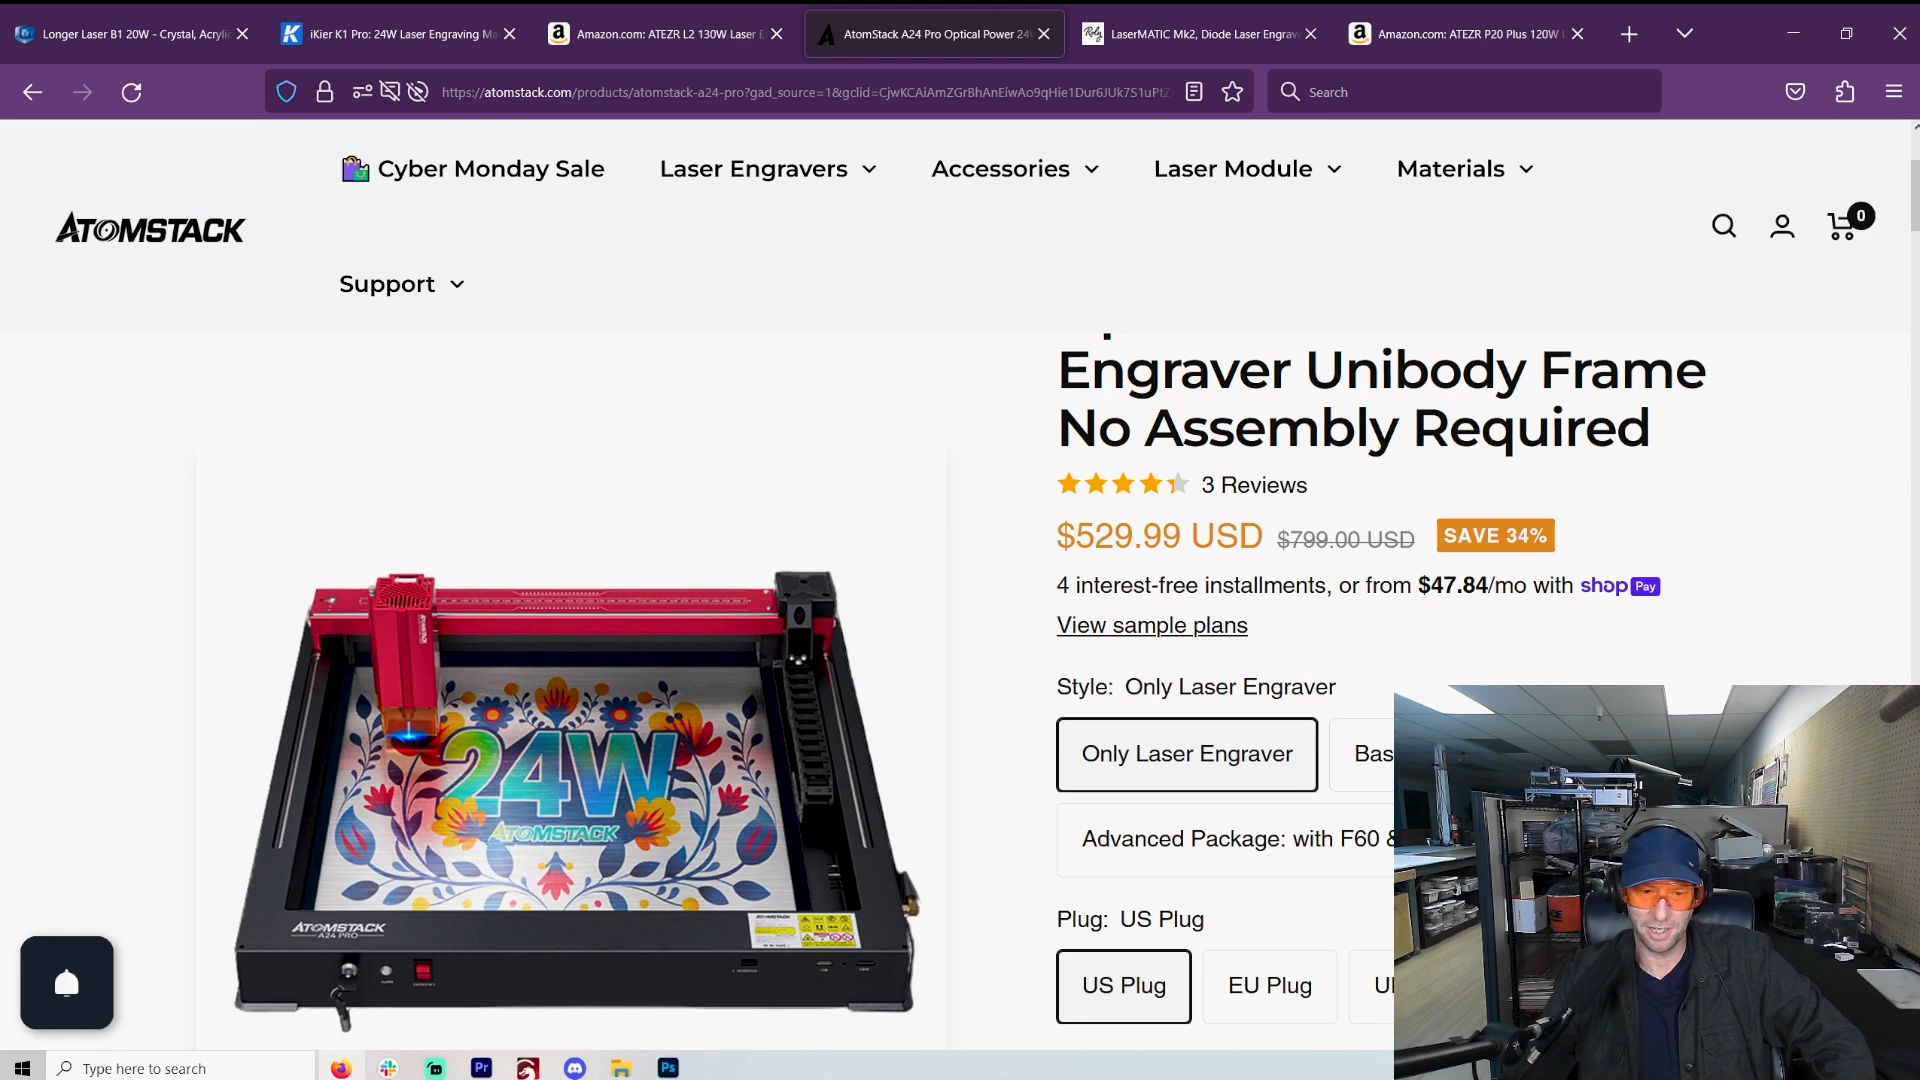 Longer Laser B1 20W - Crystal, Acrylic
iKier K1 Pro: 24W Laser Engraving Ma
Amazon.com: ATEZR L2 130W Laser E
AtomStack A24 Pro Optical Power 24
LaserMATIC Mk2, Diode Laser Engrav
Amazon.com: ATEZR P20 Plus 120W L
https://atomstack.com/products/atomstack-a24-pro?gad_source=1&gclid=CjwKCAiAmZGrBhAnEiwAo9qHie1Dur6JUk7S1uPtZ
Search
Cyber Monday Sale
Laser Engravers
Accessories
Laser Module
Materials
ATOMSTACK
0
Support
Engraver Unibody Frame
No Assembly Required
3 Reviews
$529.99 USD $799.00 USD SAVE 34%
4 interest-free installments, or from $47.84/mo with shop Pay
View sample plans
Style: Only Laser Engraver
Only Laser Engraver
Bas
Advanced Package: with F60 &
Plug: US Plug
US Plug
EU Plug
24W
ATOMSTACK
ATOMSTACK
A24 PRO
Type here to search
Pr
Ps